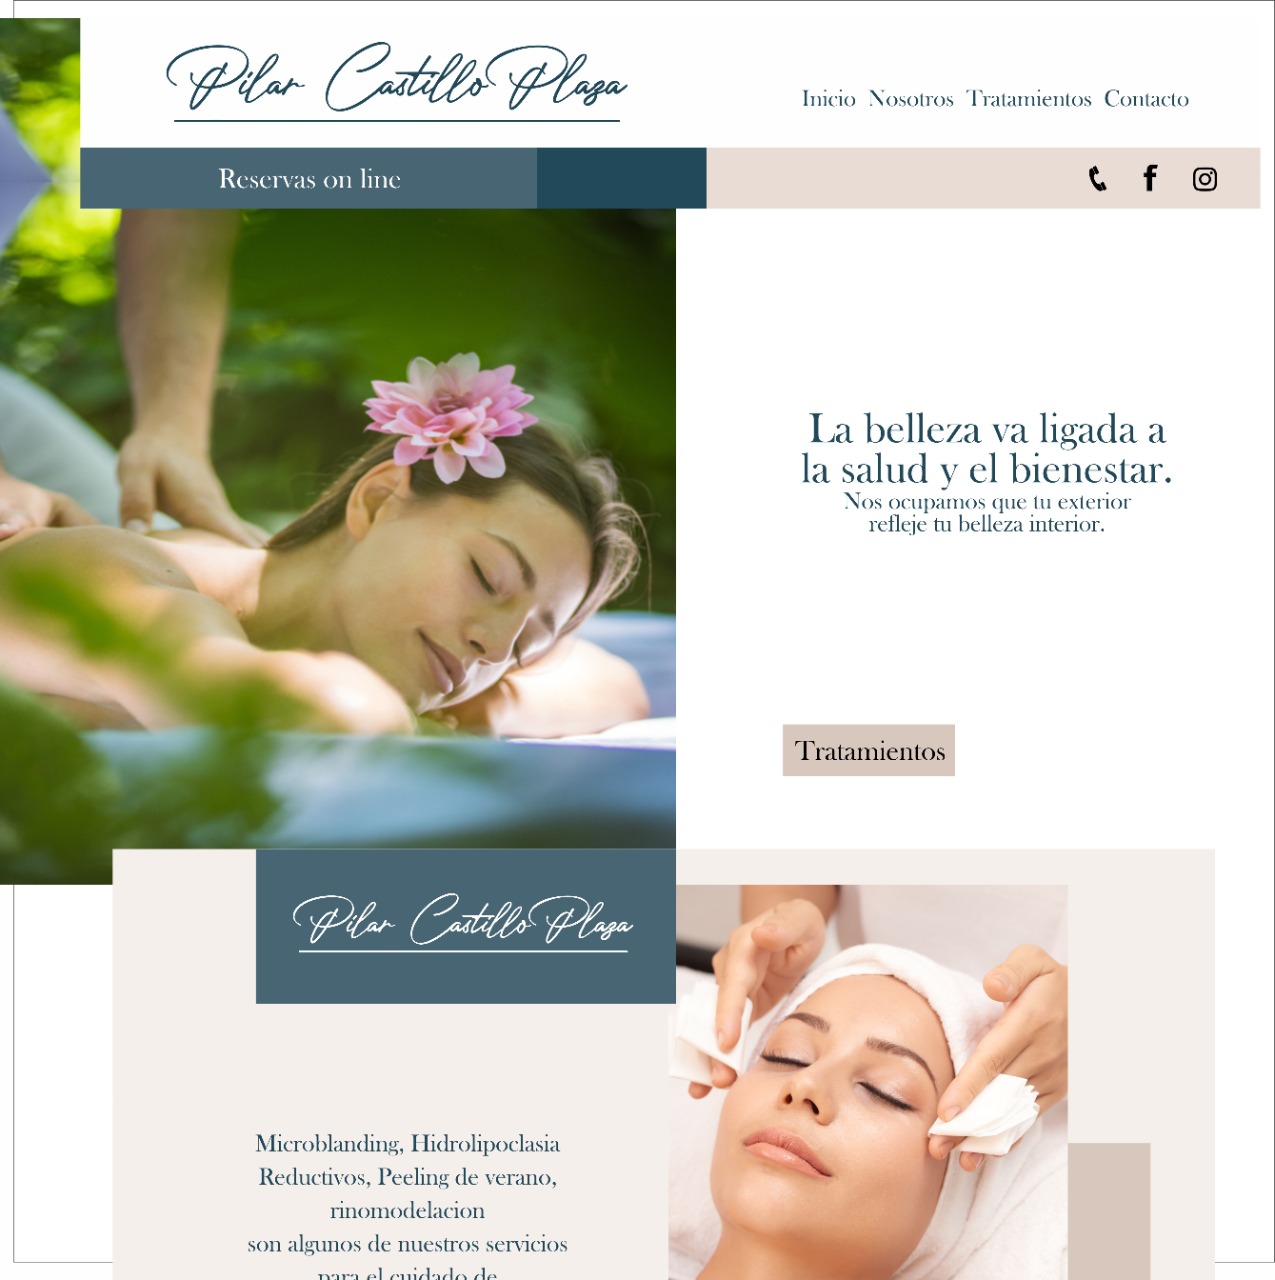 Pilar Castillo Plaza
Inicio Nosotros Tratamientos Contacto
Reservas on line
La belleza va ligada a
la salud y el bienestar.
Nos ocupamos que tu exterior
refleje tu belleza interior.
Tratamientos
Pilar Castillo Plaza
Microblanding, Hidrolipoclasia
Reductivos, Peeling de verano,
rinomodelacion
son algunos de nuestros servicios
para el cuidado de